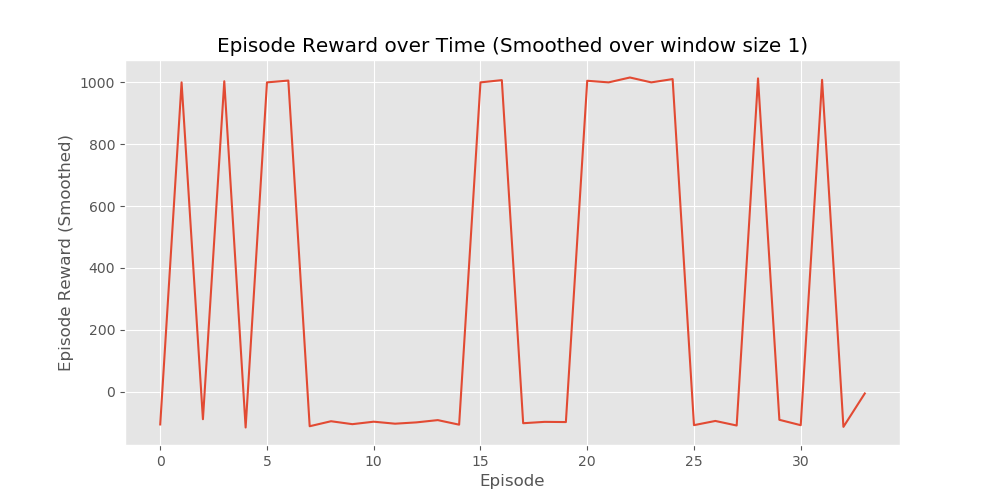 Episode Reward over Time (Smoothed over window size 1)
Episode Reward (Smoothed)
1000
800
600
400
200
0
0 5 10 15 20 25 30
Episode